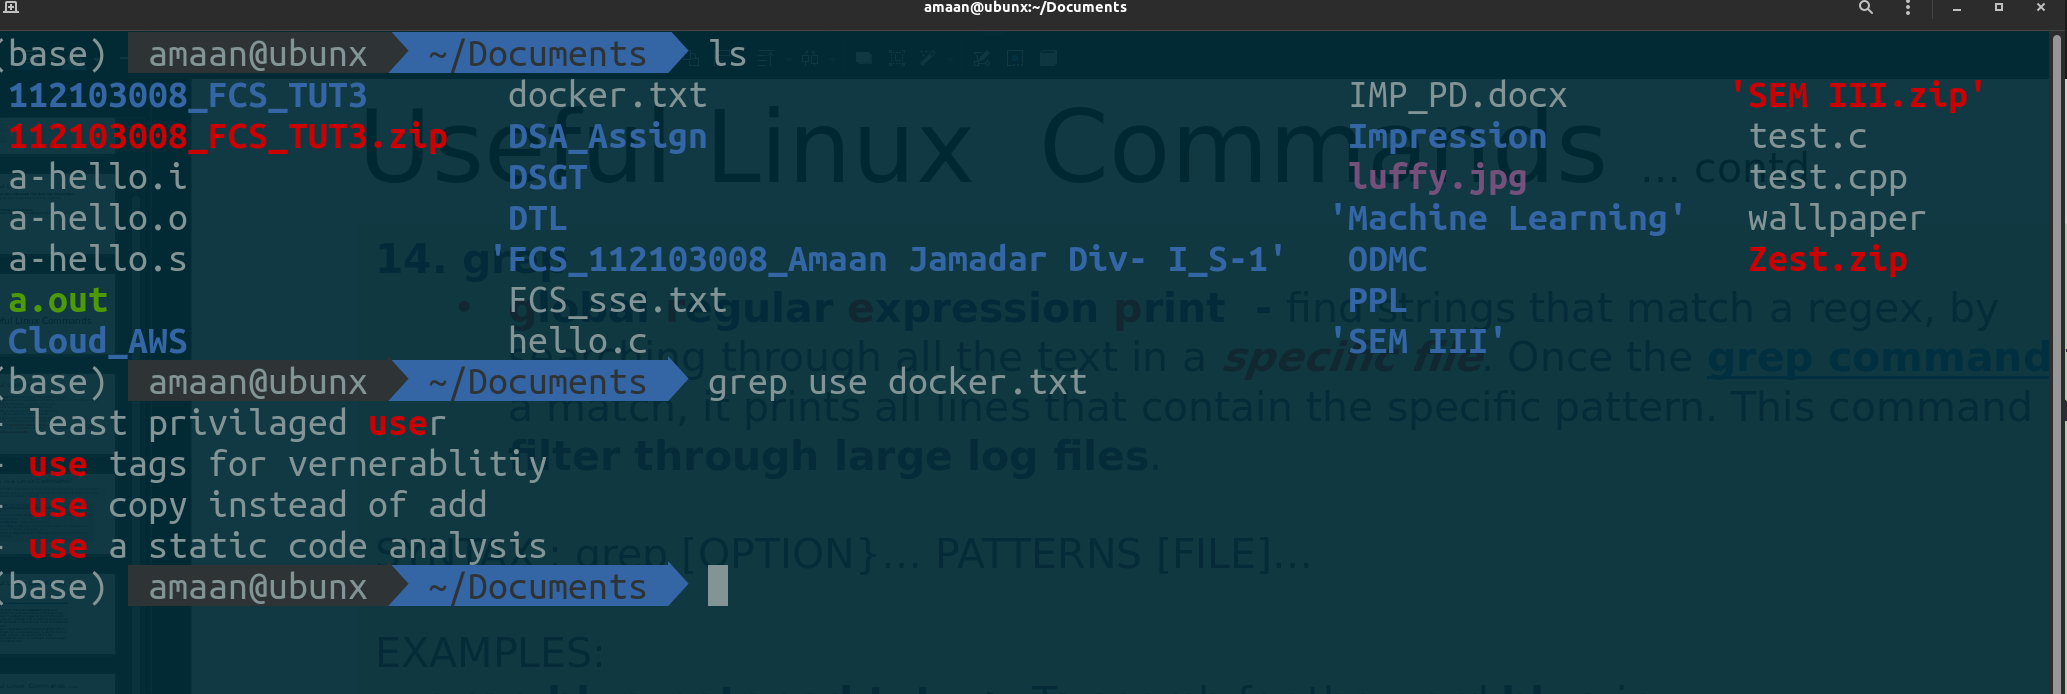 amaan@ubunx:~/Documents
(base) amaan@ubunx ~/Documents ls
112103008_FCS_TUT3 docker.txt IMP_PD.docx 'SEM III.zip'
112103008_FCS_TUT3.zip DSA_Assign Impression test.c
a-hello.i DSGT luffy.jpg test.cpp
a-hello.o DTL 'Machine Learning' wallpaper
a-hello.s 'FCS_112103008_Amaan Jamadar Div- I_S-1' ODMC Zest.zip
a.out FCS_sse.txt PPL
Cloud_AWS hello.c 'SEM III'
(base) amaan@ubunx ~/Documents grep use docker.txt
- least privilaged user
- use tags for vernerablitiy
- use copy instead of add
- use a static code analysis
(base) amaan@ubunx ~/Documents
Useful Linux Commands ... contd
14. grep
• global regular expression print - find strings that match a regex, by
through all the text in a specific file. Once the grep command
a match, it prints all lines that contain the specific pattern. This command
filter through large log files.
: grep [OPTION}... PATTERNS [FILE]...
EXAMPLES: